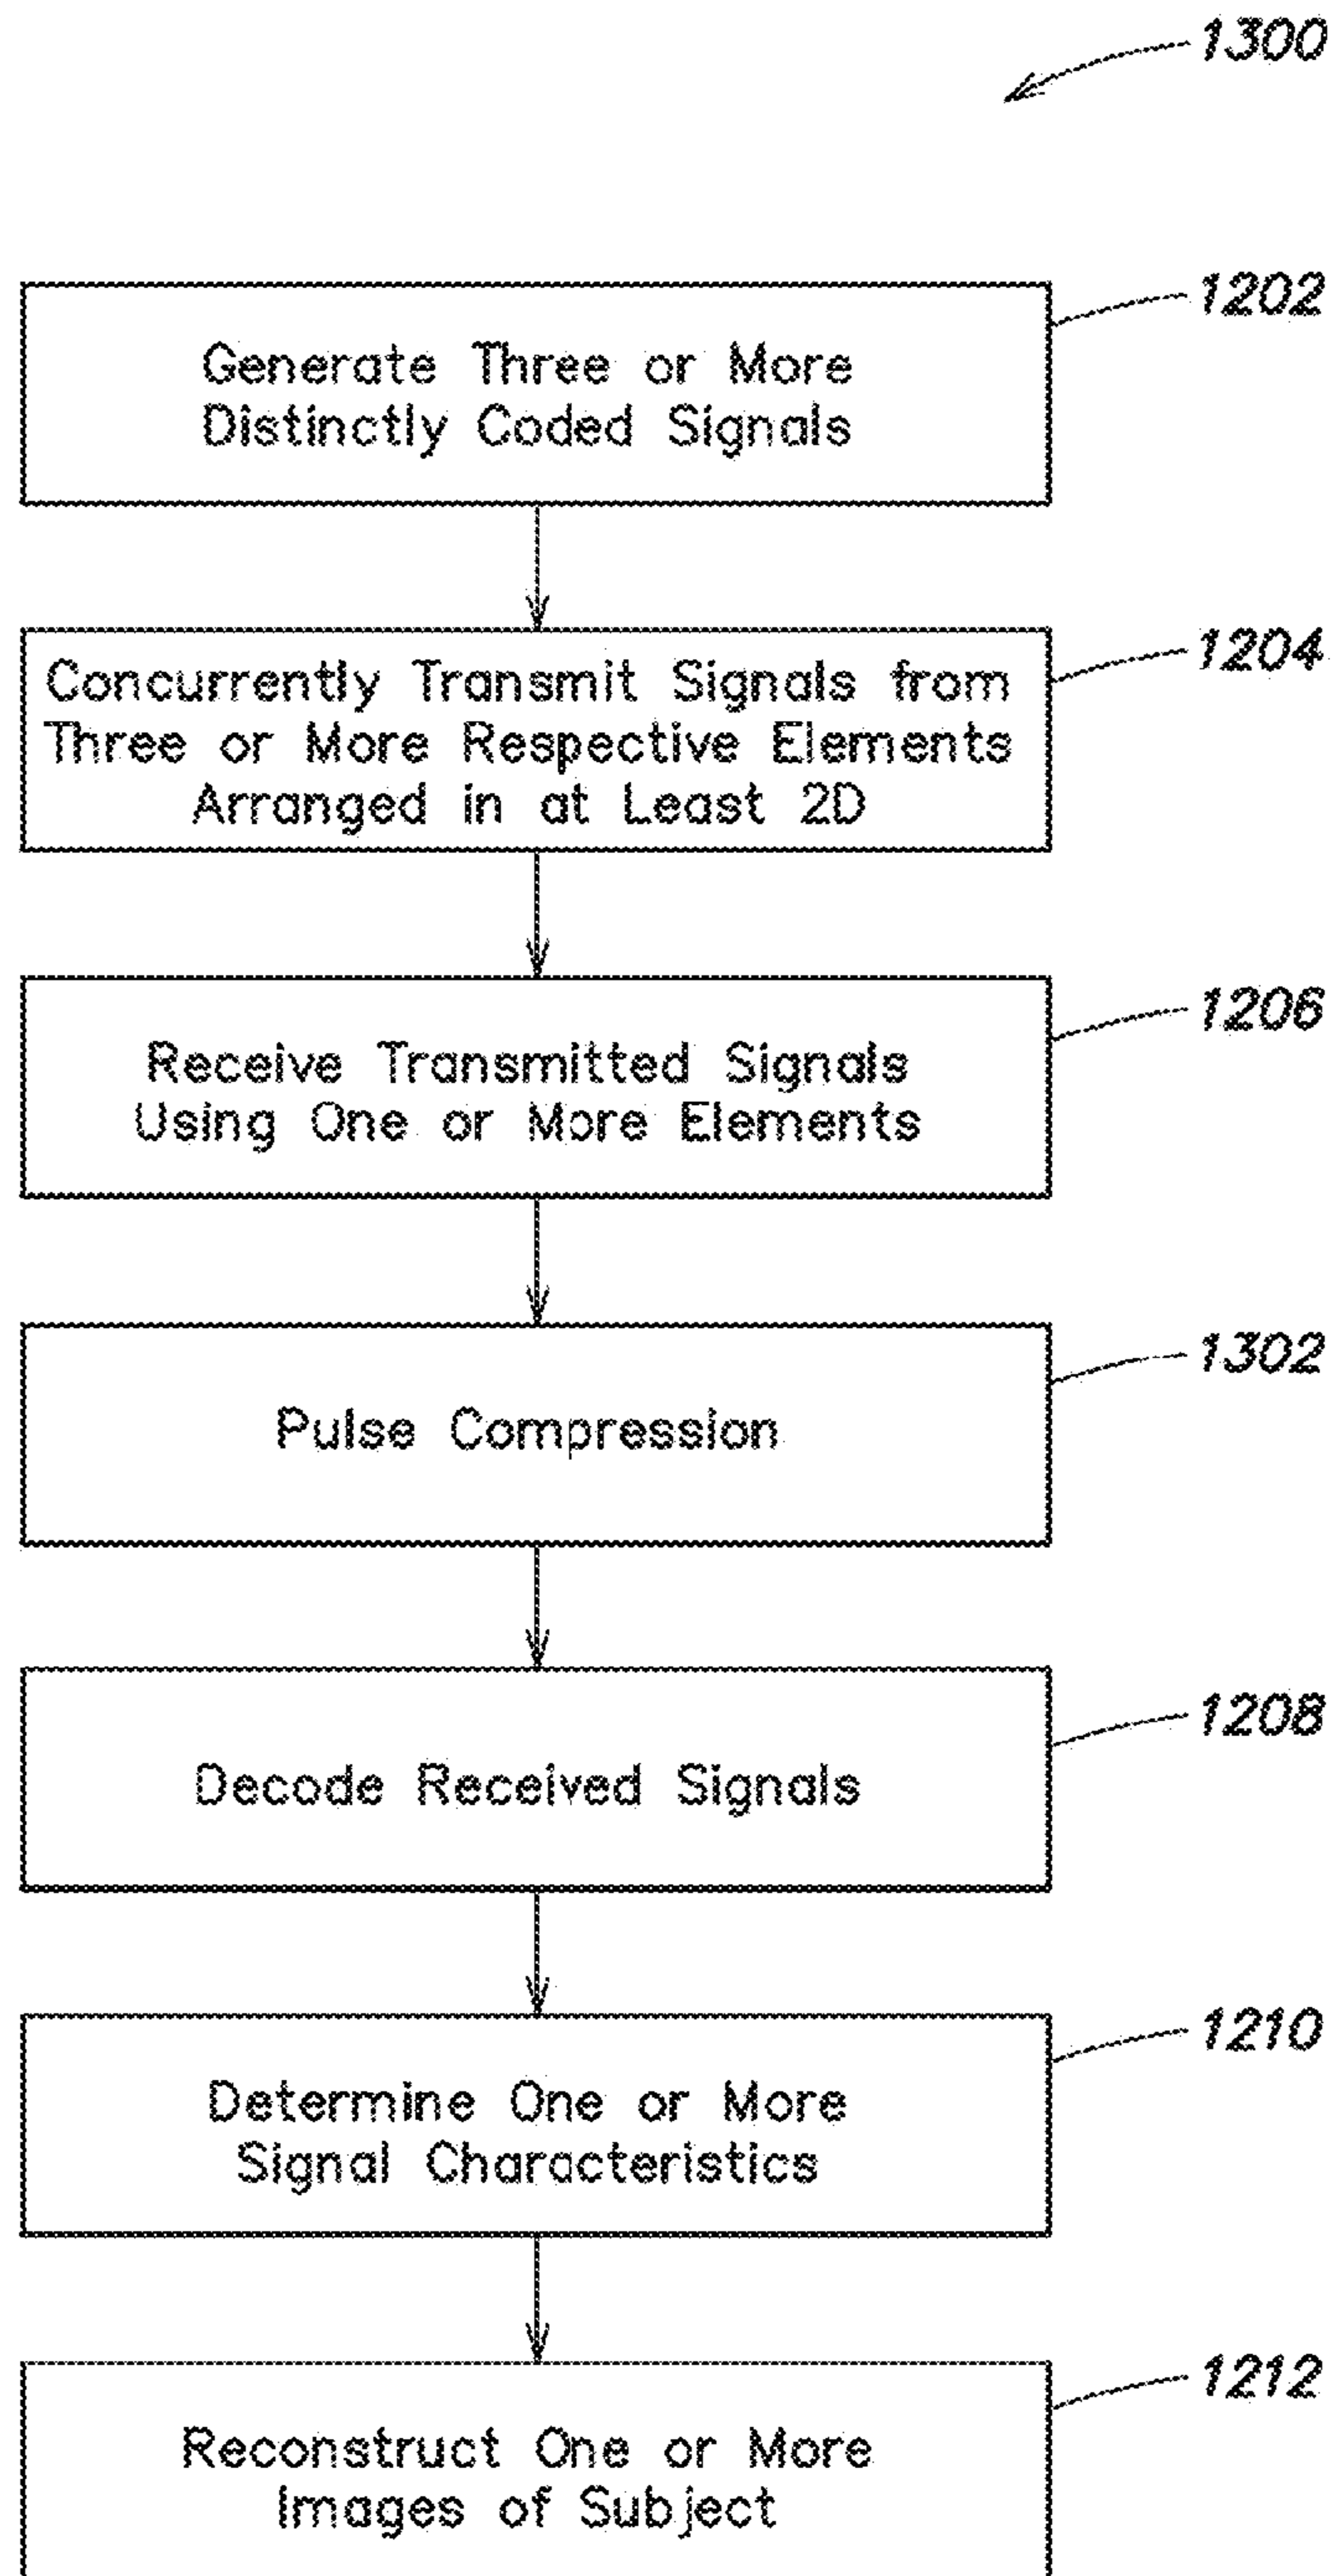 1300
1202
Generate Three or More
Distinctly Coded Signals
1204
Concurrently Transmit Signals from
Three or More Respective Elements
Arranged in at Least 2D
1206
Receive Transmitted Signals
Using One or More Elements
1302
Pulse Compression
1208
Decode Received Signals
1210
Determine One or More
Signal Characteristics
1212
Reconstruct One or More
Images of Subject